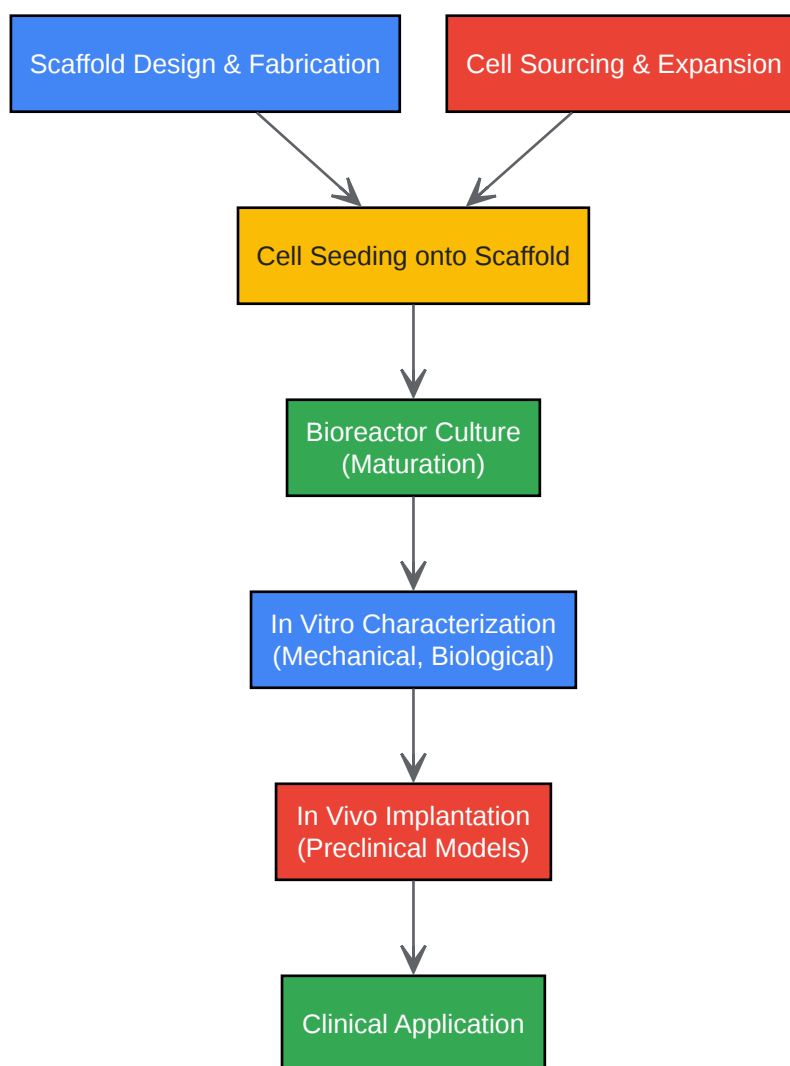 Scaffold Design & Fabrication
Cell Sourcing & Expansion
Cell Seeding onto Scaffold
Bioreactor Culture
(Maturation)
In Vitro Characterization
(Mechanical, Biological)
In Vivo Implantation
(Preclinical Models)
Clinical Application